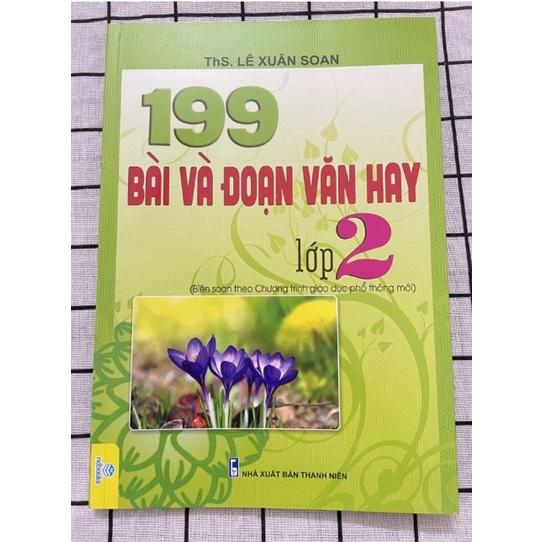 ThS. LÊ XUÂN SOAN
199
BÀI VÀ ĐOẠN VĂN HAY
lớp 2
(Biên soạn theo Chương trình giáo dục phổ thông mới)
ndbooks
NHÀ XUẤT BẢN THANH NIÊN